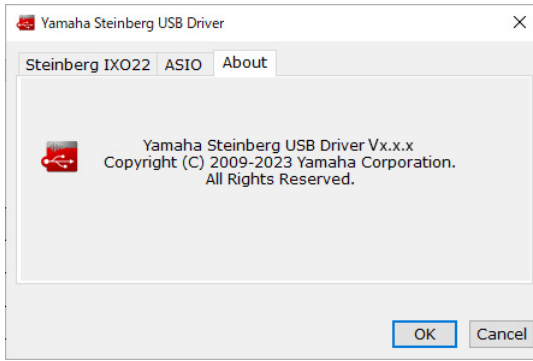 Yamaha Steinberg USB Driver
Steinberg IXO22 ASIO About
Yamaha Steinberg USB Driver Vx.x.x
Copyright (C) 2009-2023 Yamaha Corporation.
All Rights Reserved.
OK Cancel